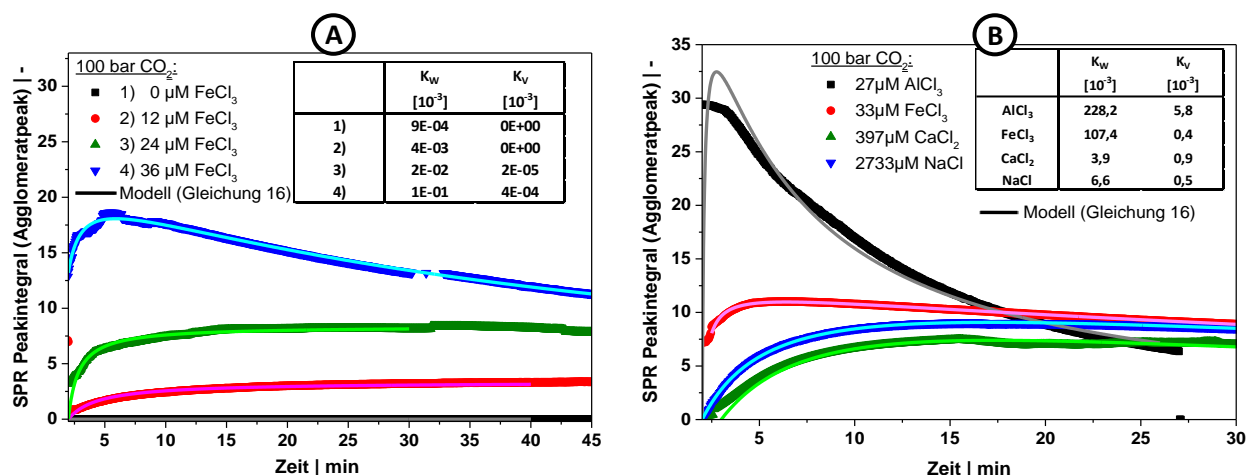 A
SPR Peakintegral (Agglomeratpeak) | -
30
25
20
15
10
5
0
100 bar CO₂:
1) 0 µM FeCl₃
2) 12 µM FeCl₃
3) 24 µM FeCl₃
4) 36 µM FeCl₃
Modell (Gleichung 16)
K_W K_V
[10⁻³] [10⁻³]
1) 9E-04 0E+00
2) 4E-03 0E+00
3) 2E-02 2E-05
4) 1E-01 4E-04
5 10 15 20 25 30 35 40 45
Zeit | min
B
SPR Peakintegral (Agglomeratpeak) | -
35
30
25
20
15
10
5
0
100 bar CO₂:
27µM AlCl₃
33µM FeCl₃
397µM CaCl₂
2733µM NaCl
K_W K_V
[10⁻³] [10⁻³]
AlCl₃ 228,2 5,8
FeCl₃ 107,4 0,4
CaCl₂ 3,9 0,9
NaCl 6,6 0,5
Modell (Gleichung 16)
5 10 15 20 25 30
Zeit | min